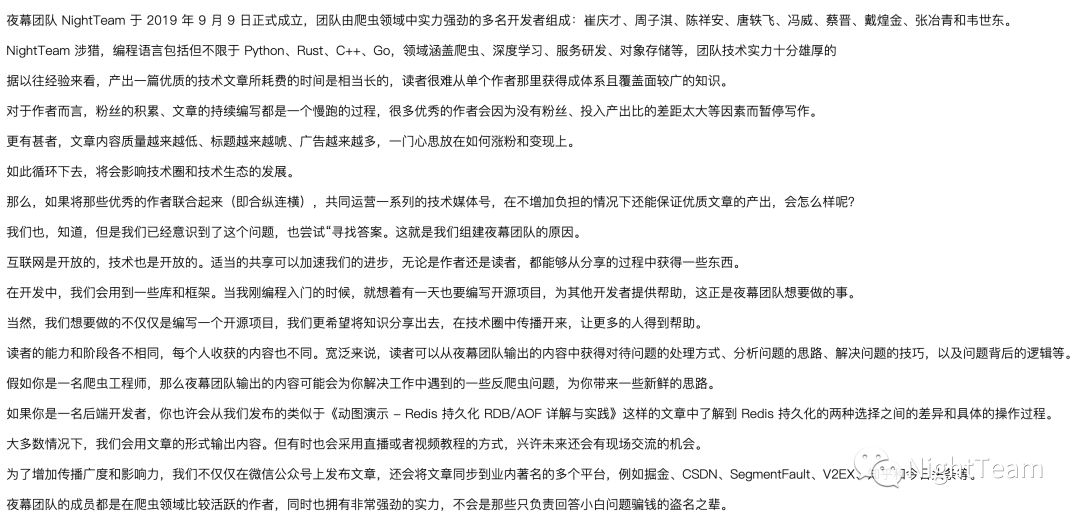 夜幕团队 NightTeam 于 2019 年 9 月 9 日正式成立，团队由爬虫领域中实力强劲的多名开发者组成：崔庆才、周子淇、陈祥安、唐轶飞、冯威、蔡晋、戴煌金、张冶青和韦世东。
NightTeam 涉猎，编程语言包括但不限于 Python、Rust、C++、Go，领域涵盖爬虫、深度学习、服务研发、对象存储等，团队技术实力十分雄厚的
据以往经验来看，产出一篇优质的技术文章所耗费的时间是相当长的，读者很难从单个作者那里获得成体系且覆盖面较广的知识。
对于作者而言，粉丝的积累、文章的持续编写都是一个慢跑的过程，很多优秀的作者会因为没有粉丝、投入产出比的差距太大等因素而暂停写作。
更有甚者，文章内容质量越来越低、标题越来越唬、广告越来越多，一门心思放在如何涨粉和变现上。
如此循环下去，将会影响技术圈和技术生态的发展。
那么，如果将那些优秀的作者联合起来（即合纵连横），共同运营一系列的技术媒体号，在不增加负担的情况下还能保证优质文章的产出，会怎么样呢?
我们也，知道，但是我们已经意识到了这个问题，也尝试“寻找答案。这就是我们组建夜幕团队的原因。
互联网是开放的，技术也是开放的。适当的共享可以加速我们的进步，无论是作者还是读者，都能够从分享的过程中获得一些东西。
在开发中，我们会用到一些库和框架。当我刚编程入门的时候，就想着有一天也要编写开源项目，为其他开发者提供帮助，这正是夜幕团队想要做的事。
当然，我们想要做的不仅仅是编写一个开源项目，我们更希望将知识分享出去，在技术圈中传播开来，让更多的人得到帮助。
读者的能力和阶段各不相同，每个人收获的内容也不同。宽泛来说，读者可以从夜幕团队输出的内容中获得对待问题的处理方式、分析问题的思路、解决问题的技巧，以及问题背后的逻辑等。
假如你是一名爬虫工程师，那么夜幕团队输出的内容可能会为你解决工作中遇到的一些反爬虫问题，为你带来一些新鲜的思路。
如果你是一名后端开发者，你也许会从我们发布的类似于《动图演示 - Redis 持久化 RDB/AOF 详解与实践》这样的文章中了解到 Redis 持久化的两种选择之间的差异和具体的操作过程。
大多数情况下，我们会用文章的形式输出内容。但有时也会采用直播或者视频教程的方式，兴许未来还会有现场交流的机会。
为了增加传播广度和影响力，我们不仅仅在微信公众号上发布文章，还会将文章同步到业内著名的多个平台，例如掘金、CSDN、SegmentFault、V2EX、和今日头条等。
NightTeam
夜幕团队的成员都是在爬虫领域比较活跃的作者，同时也拥有非常强劲的实力，不会是那些只负责回答小白问题骗钱的盗名之辈。